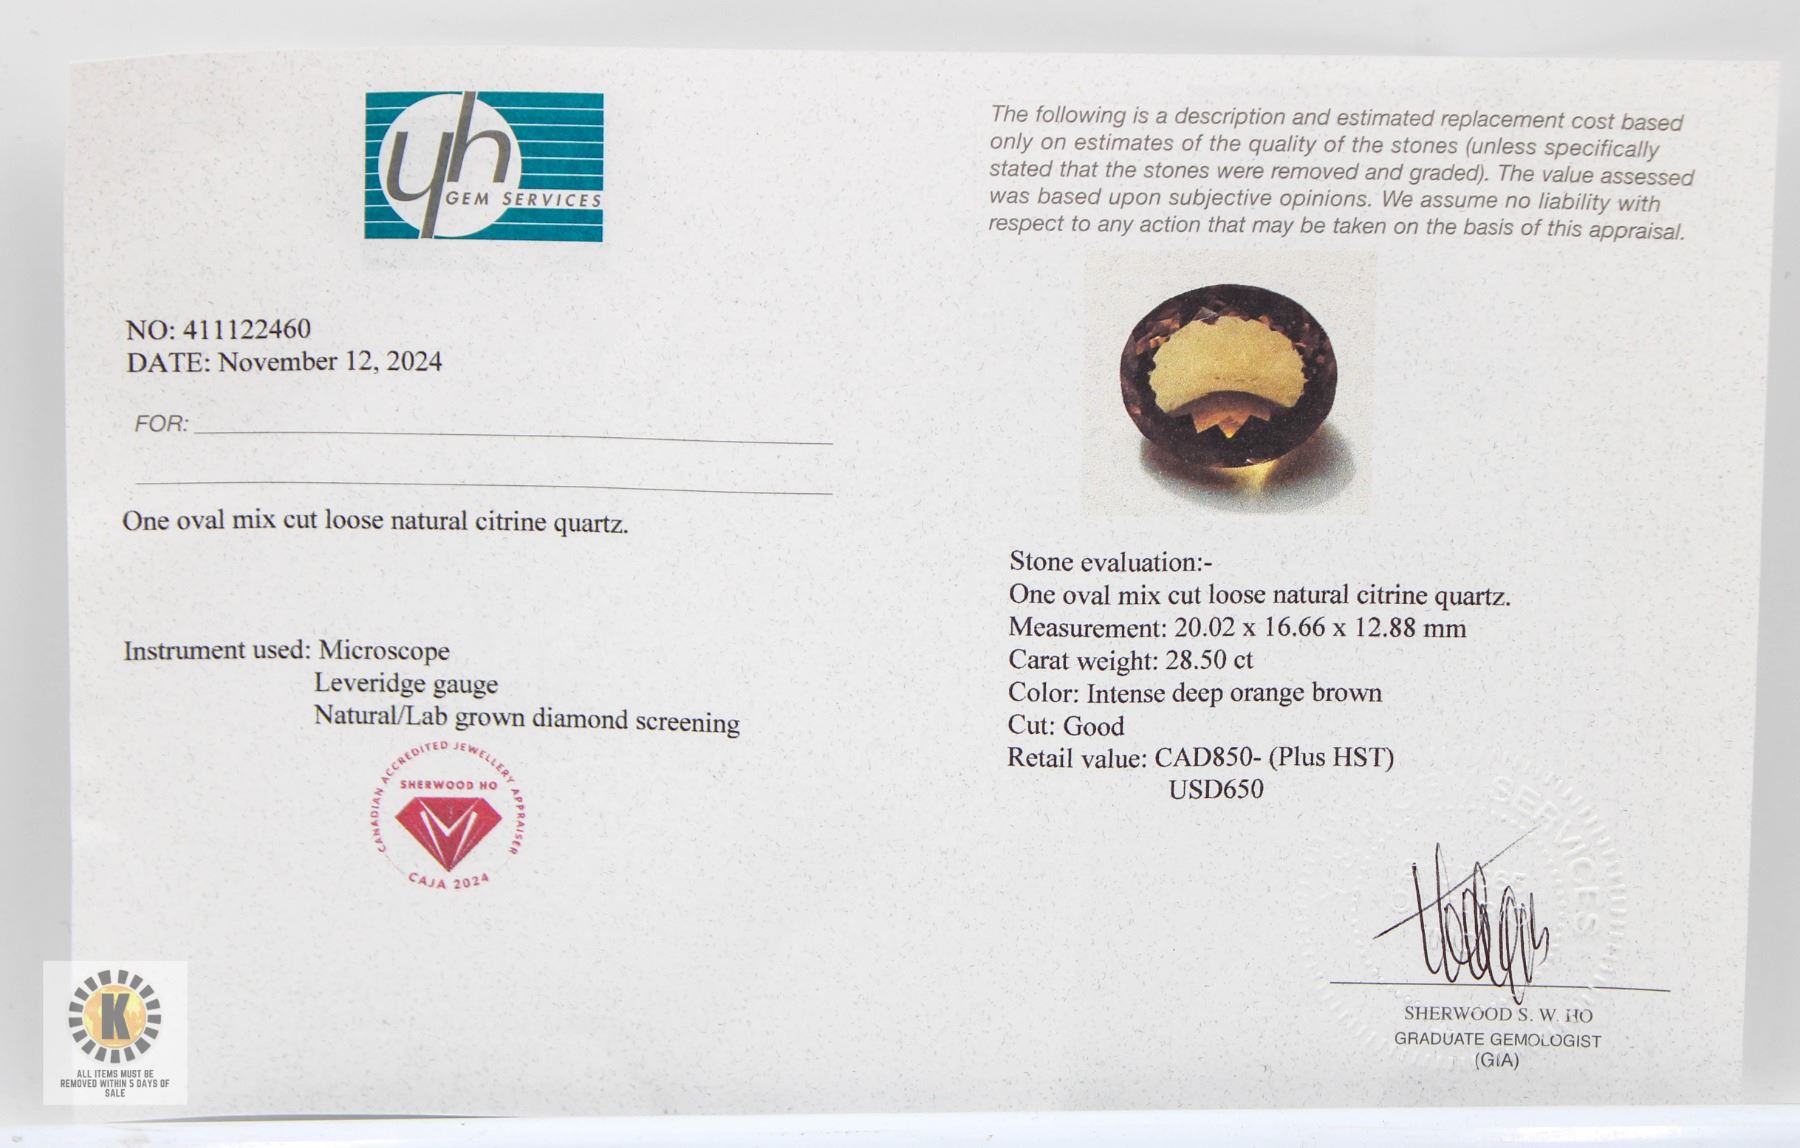 yh
GEM SERVICES
NO: 411122460
DATE: November 12, 2024
FOR:
One oval mix cut loose natural citrine quartz.
Instrument used: Microscope
Leveridge gauge
Natural/Lab grown diamond screening
CANADIAN ACCREDITED JEWELLERY APPRAISER
SHERWOOD HO
CAJA 2024
K
ALL ITEMS MUST BE
REMOVED WITHIN 5 DAYS OF
SALE
The following is a description and estimated replacement cost based
only on estimates of the quality of the stones (unless specifically
stated that the stones were removed and graded). The value assessed
was based upon subjective opinions. We assume no liability with
respect to any action that may be taken on the basis of this appraisal.
Stone evaluation:-
One oval mix cut loose natural citrine quartz.
Measurement: 20.02 x 16.66 x 12.88 mm
Carat weight: 28.50 ct
Color: Intense deep orange brown
Cut: Good
Retail value: CAD850- (Plus HST)
USD650
SERVICES
SHERWOOD S. W. HO
GRADUATE GEMOLOGIST
(GIA)